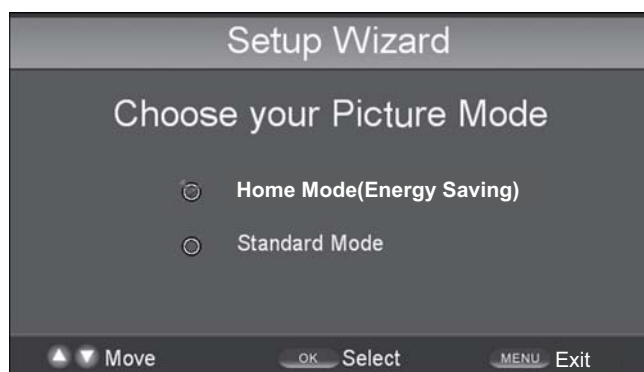 Setup Wizard
Choose your Picture Mode
Home Mode(Energy Saving)
Standard Mode
Move OK Select MENU Exit